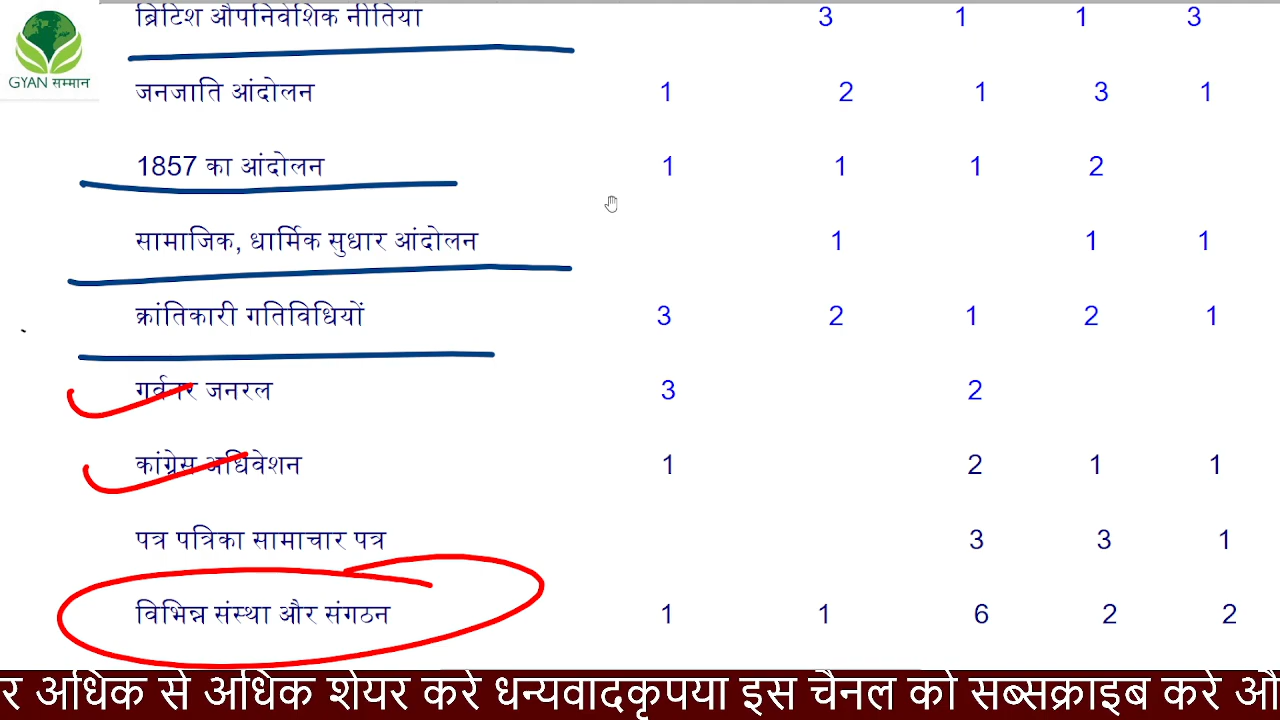 ब्रिटिश औपनिवेशिक नीतिया 3 1 1 3
GYAN सम्मान
जनजाति आंदोलन 1 2 1 3 1
1857 का आंदोलन 1 1 1 2
सामाजिक, धार्मिक सुधार आंदोलन 1 1 1
क्रांतिकारी गतिविधियों 3 2 1 2 1
गर्वनर जनरल 3 2
कांग्रेस अधिवेशन 1 2 1 1
पत्र पत्रिका सामाचार पत्र 3 3 1
विभिन्न संस्था और संगठन 1 1 6 2 2
र अधिक से अधिक शेयर करे धन्यवादकृपया इस चैनल को सब्सक्राइब करे औ